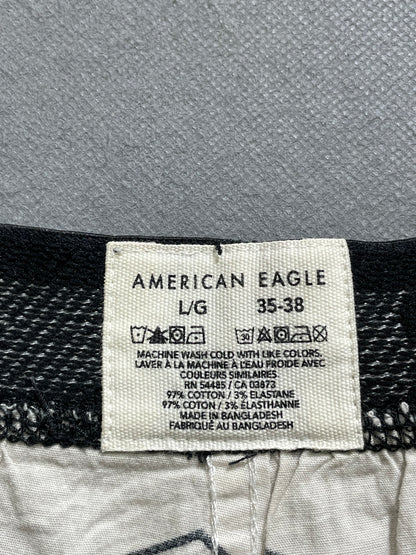 AMERICAN EAGLE
L/G 35-38
30
MACHINE WASH COLD WITH LIKE COLORS.
LAVER À LA MACHINE À L'EAU FROIDE AVEC
COULEURS SIMILAIRES
RN 54485 / CA 03873
97% COTTON / 3% ELASTANE
97% COTON / 3% ÉLASTHANNE
MADE IN BANGLADESH
FABRIQUÉ AU BANGLADESH